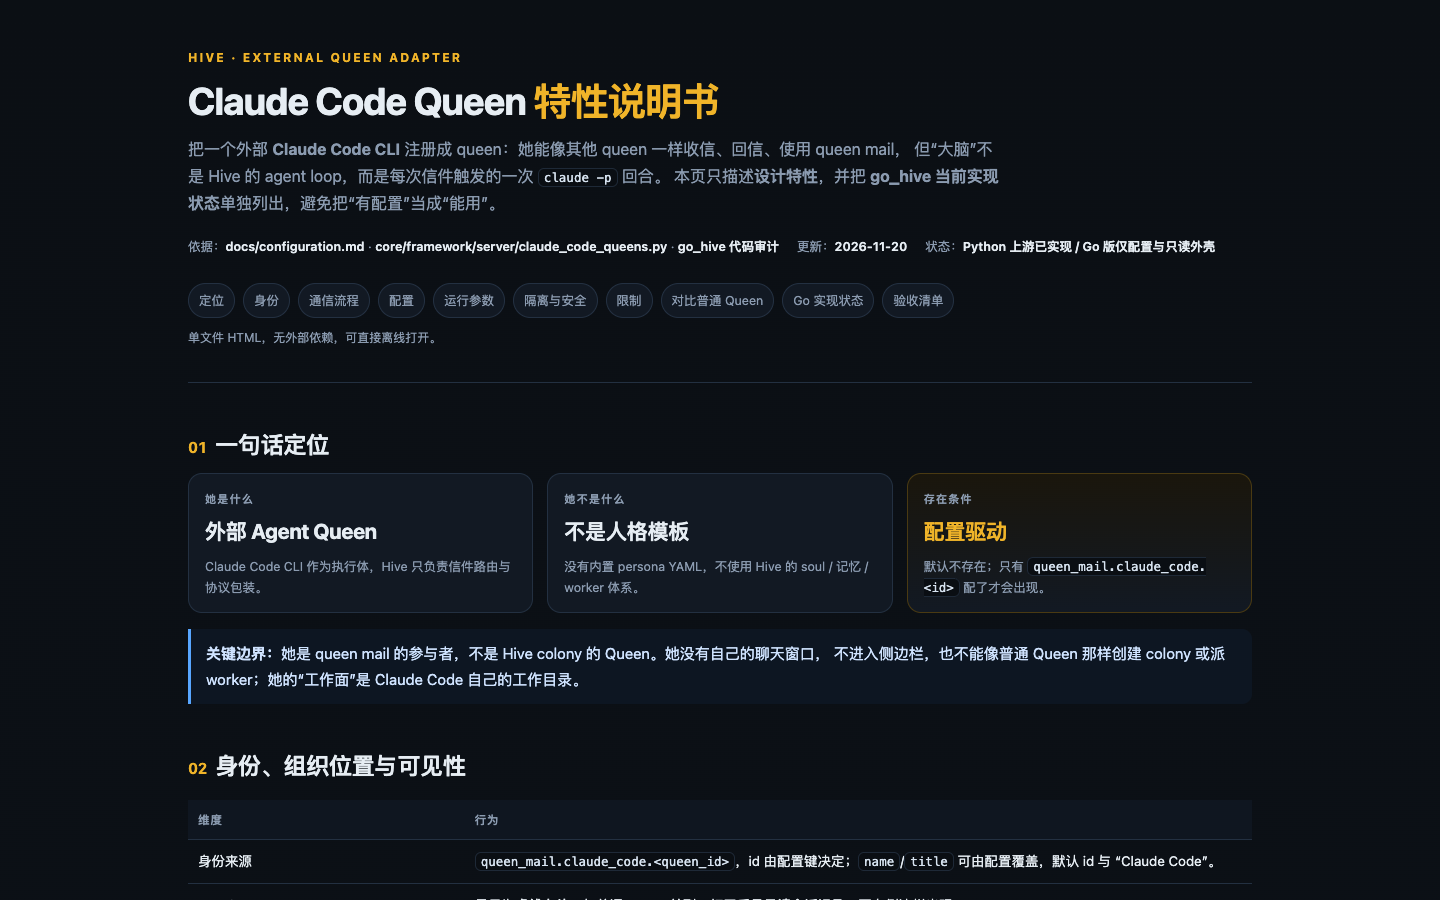 HIVE · EXTERNAL QUEEN ADAPTER
Claude Code Queen 特性说明书
把一个外部 Claude Code CLI 注册成 queen：她能像其他 queen 一样收信、回信、使用 queen mail， 但“大脑”不
是 Hive 的 agent loop，而是每次信件触发的一次 claude -p 回合。 本页只描述设计特性，并把 go_hive 当前实现
状态单独列出，避免把“有配置”当成“能用”。
依据：docs/configuration.md · core/framework/server/claude_code_queens.py · go_hive 代码审计 更新：2026-11-20 状态：Python 上游已实现 / Go 版仅配置与只读外壳
定位 身份 通信流程 配置 运行参数 隔离与安全 限制 对比普通 Queen Go 实现状态 验收清单
单文件 HTML，无外部依赖，可直接离线打开。
01 一句话定位
她是什么
外部 Agent Queen
Claude Code CLI 作为执行体，Hive 只负责信件路由与
协议包装。
她不是什么
不是人格模板
没有内置 persona YAML，不使用 Hive 的 soul / 记忆 /
worker 体系。
存在条件
配置驱动
默认不存在；只有 queen_mail.claude_code.
<id> 配了才会出现。
关键边界：她是 queen mail 的参与者，不是 Hive colony 的 Queen。她没有自己的聊天窗口， 不进入侧边栏，也不能像普通 Queen 那样创建 colony 或派
worker；她的“工作面”是 Claude Code 自己的工作目录。
02 身份、组织位置与可见性
维度 行为
身份来源 queen_mail.claude_code.<queen_id>，id 由配置键决定；name/title 可由配置覆盖，默认 id 与 “Claude Code”。